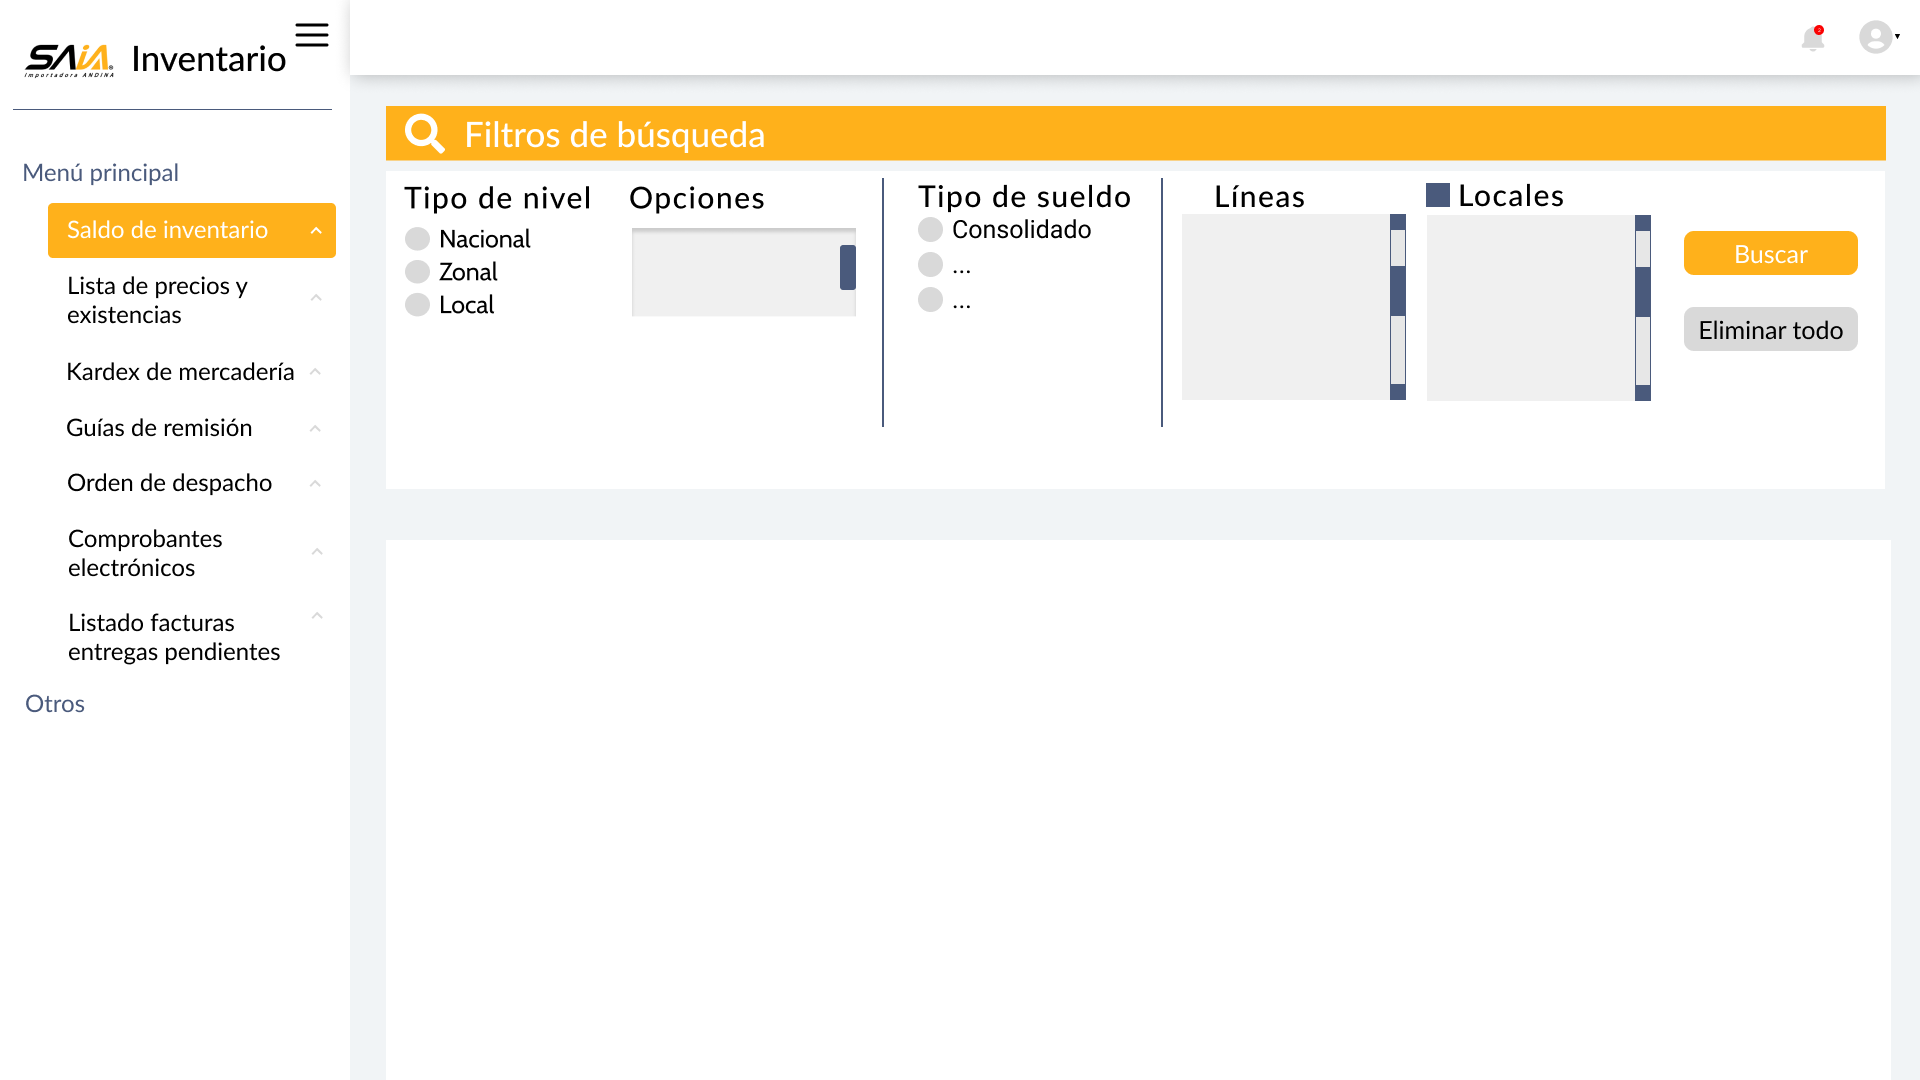 SAiA
Importadora ANDINA
Inventario
Menú principal
Saldo de inventario
Lista de precios y
existencias
Kardex de mercadería
Guías de remisión
Orden de despacho
Comprobantes
electrónicos
Listado facturas
entregas pendientes
Otros
Filtros de búsqueda
Tipo de nivel
Nacional
Zonal
Local
Opciones
Tipo de sueldo
Consolidado
...
...
Líneas
Locales
Buscar
Eliminar todo